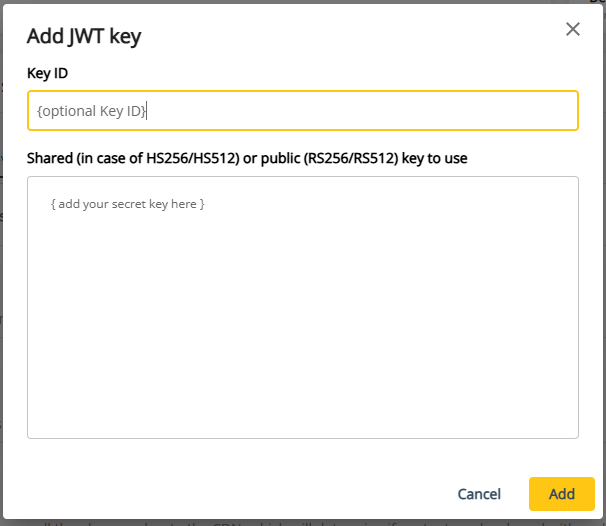 Add JWT key
Key ID
{optional Key ID}
Shared (in case of HS256/HS512) or public (RS256/RS512) key to use
{ add your secret key here }
Cancel
Add